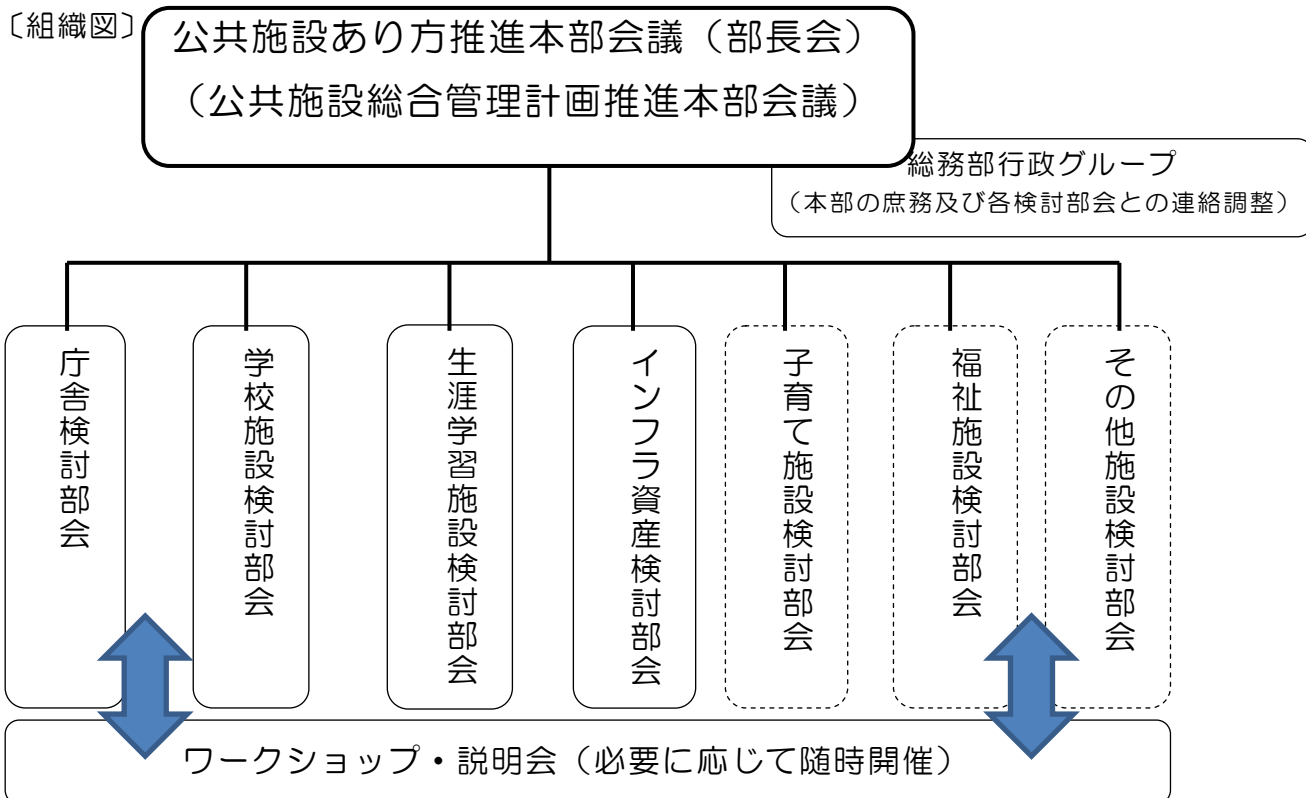 〔組織図〕
公共施設あり方推進本部会議（部長会）
（公共施設総合管理計画推進本部会議）
総務部行政グループ
（本部の庶務及び各検討部会との連絡調整）
庁舎検討部会
学校施設検討部会
生涯学習施設検討部会
インフラ資産検討部会
子育て施設検討部会
福祉施設検討部会
その他施設検討部会
ワークショップ・説明会（必要に応じて随時開催）